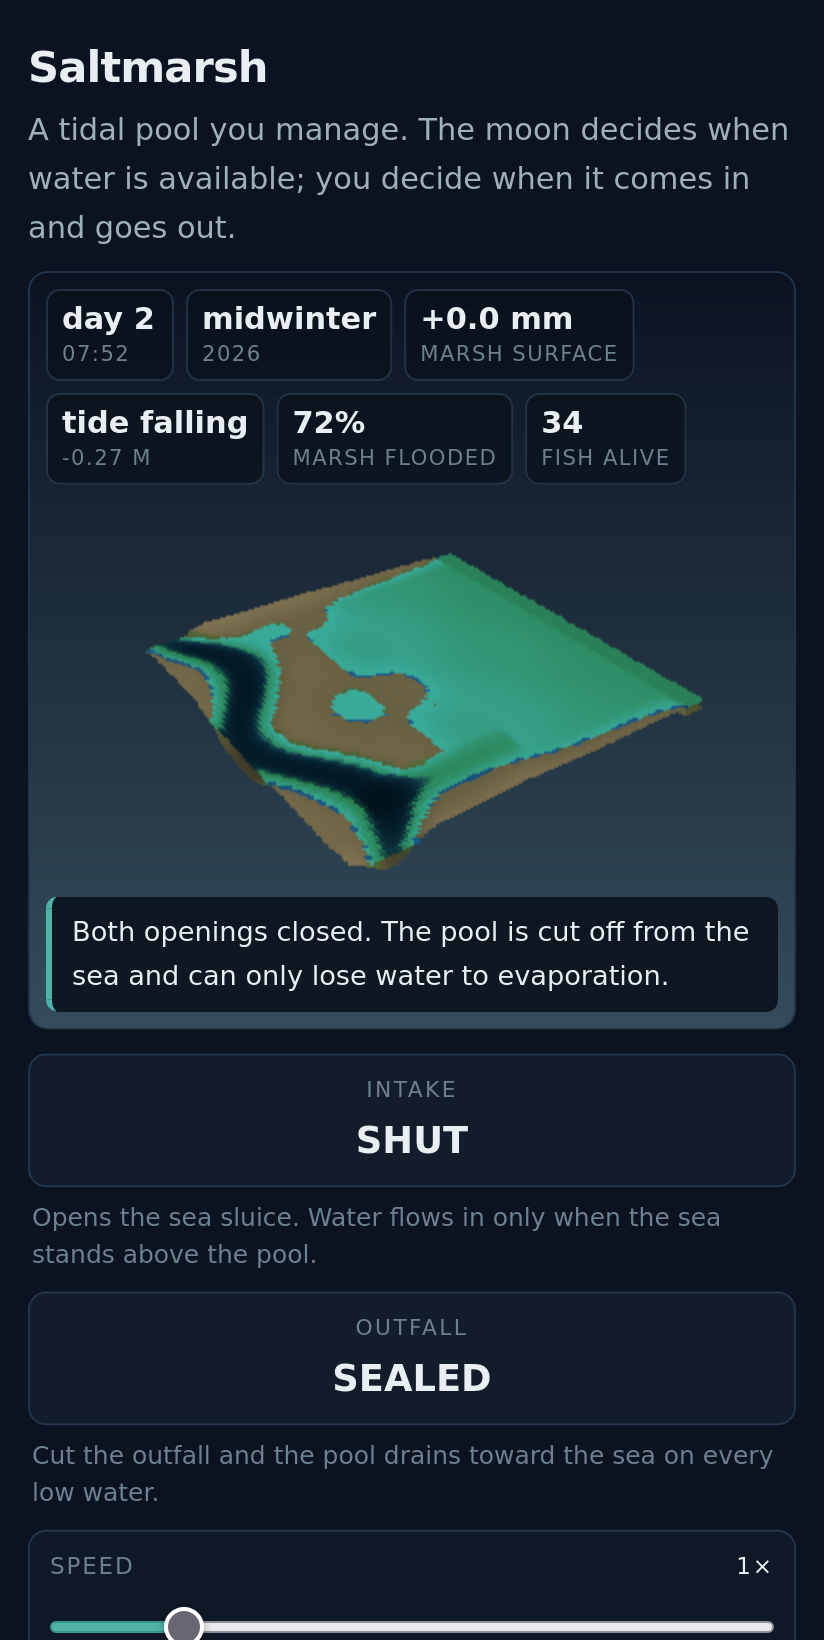 Saltmarsh
A tidal pool you manage. The moon decides when
water is available; you decide when it comes in
and goes out.
day 2
07:52
midwinter
2026
+0.0 mm
MARSH SURFACE
tide falling
-0.27 M
72%
MARSH FLOODED
34
FISH ALIVE
Both openings closed. The pool is cut off from the
sea and can only lose water to evaporation.
INTAKE
SHUT
Opens the sea sluice. Water flows in only when the sea
stands above the pool.
OUTFALL
SEALED
Cut the outfall and the pool drains toward the sea on every
low water.
SPEED
1×